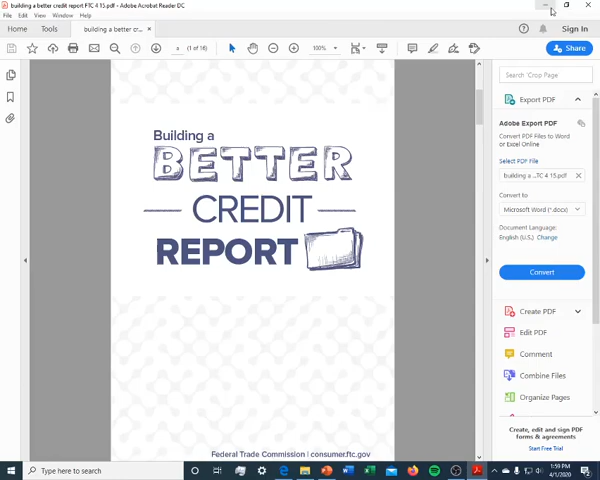 building a better credit report FTC 4 15.pdf - Adobe Acrobat Reader DC
File Edit View Window Help
Home Tools building a better cr... × Sign In
(1 of 16) 100% Share
Building a
BETTER
CREDIT
REPORT
Federal Trade Commission | consumer.ftc.gov
Search 'Crop Page'
Export PDF
Adobe Export PDF
Convert PDF Files to Word
or Excel Online
Select PDF File
building a ...TC 4 15.pdf
Convert to
Microsoft Word (*.docx)
Document Language:
English (U.S.) Change
Convert
Create PDF
Edit PDF
Comment
Combine Files
Organize Pages
Create, edit and sign PDF
forms & agreements
Start Free Trial
Type here to search
1:59 PM
4/1/2020